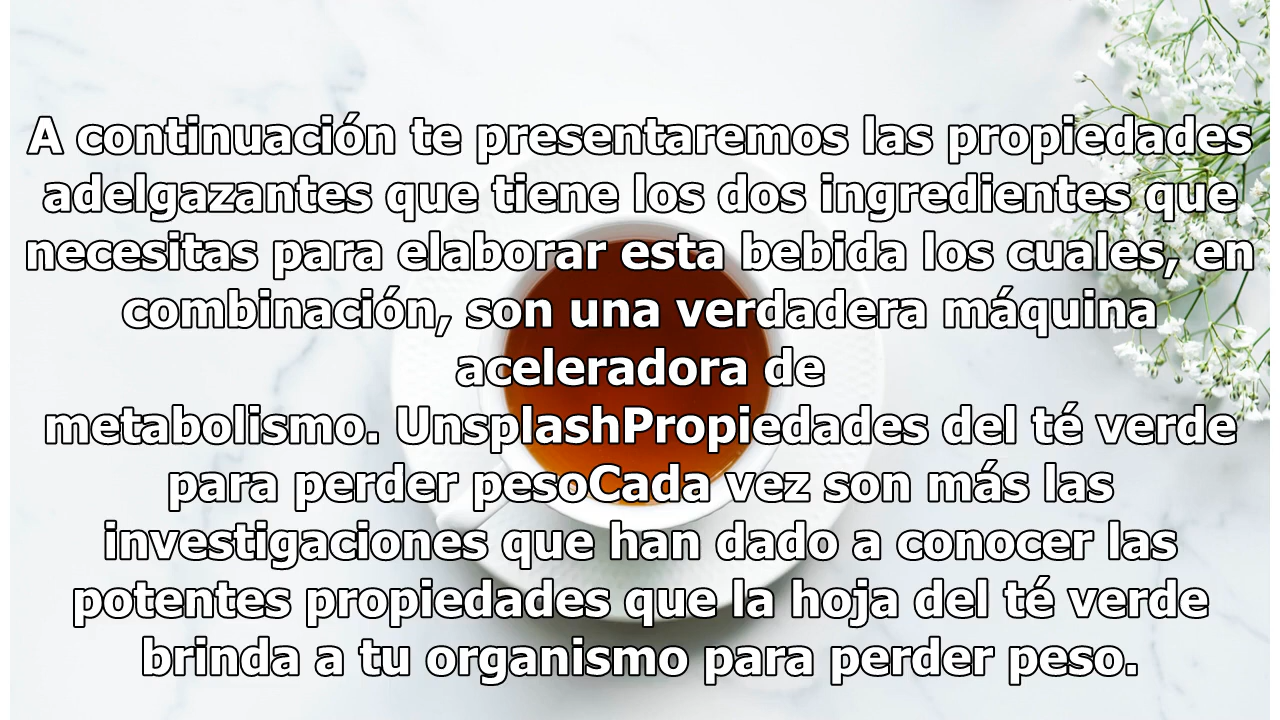 A continuación te presentaremos las propiedades
adelgazantes que tiene los dos ingredientes que
necesitas para elaborar esta bebida los cuales, en
combinación, son una verdadera máquina
aceleradora de
metabolismo. UnsplashPropiedades del té verde
para perder pesoCada vez son más las
investigaciones que han dado a conocer las
potentes propiedades que la hoja del té verde
brinda a tu organismo para perder peso.